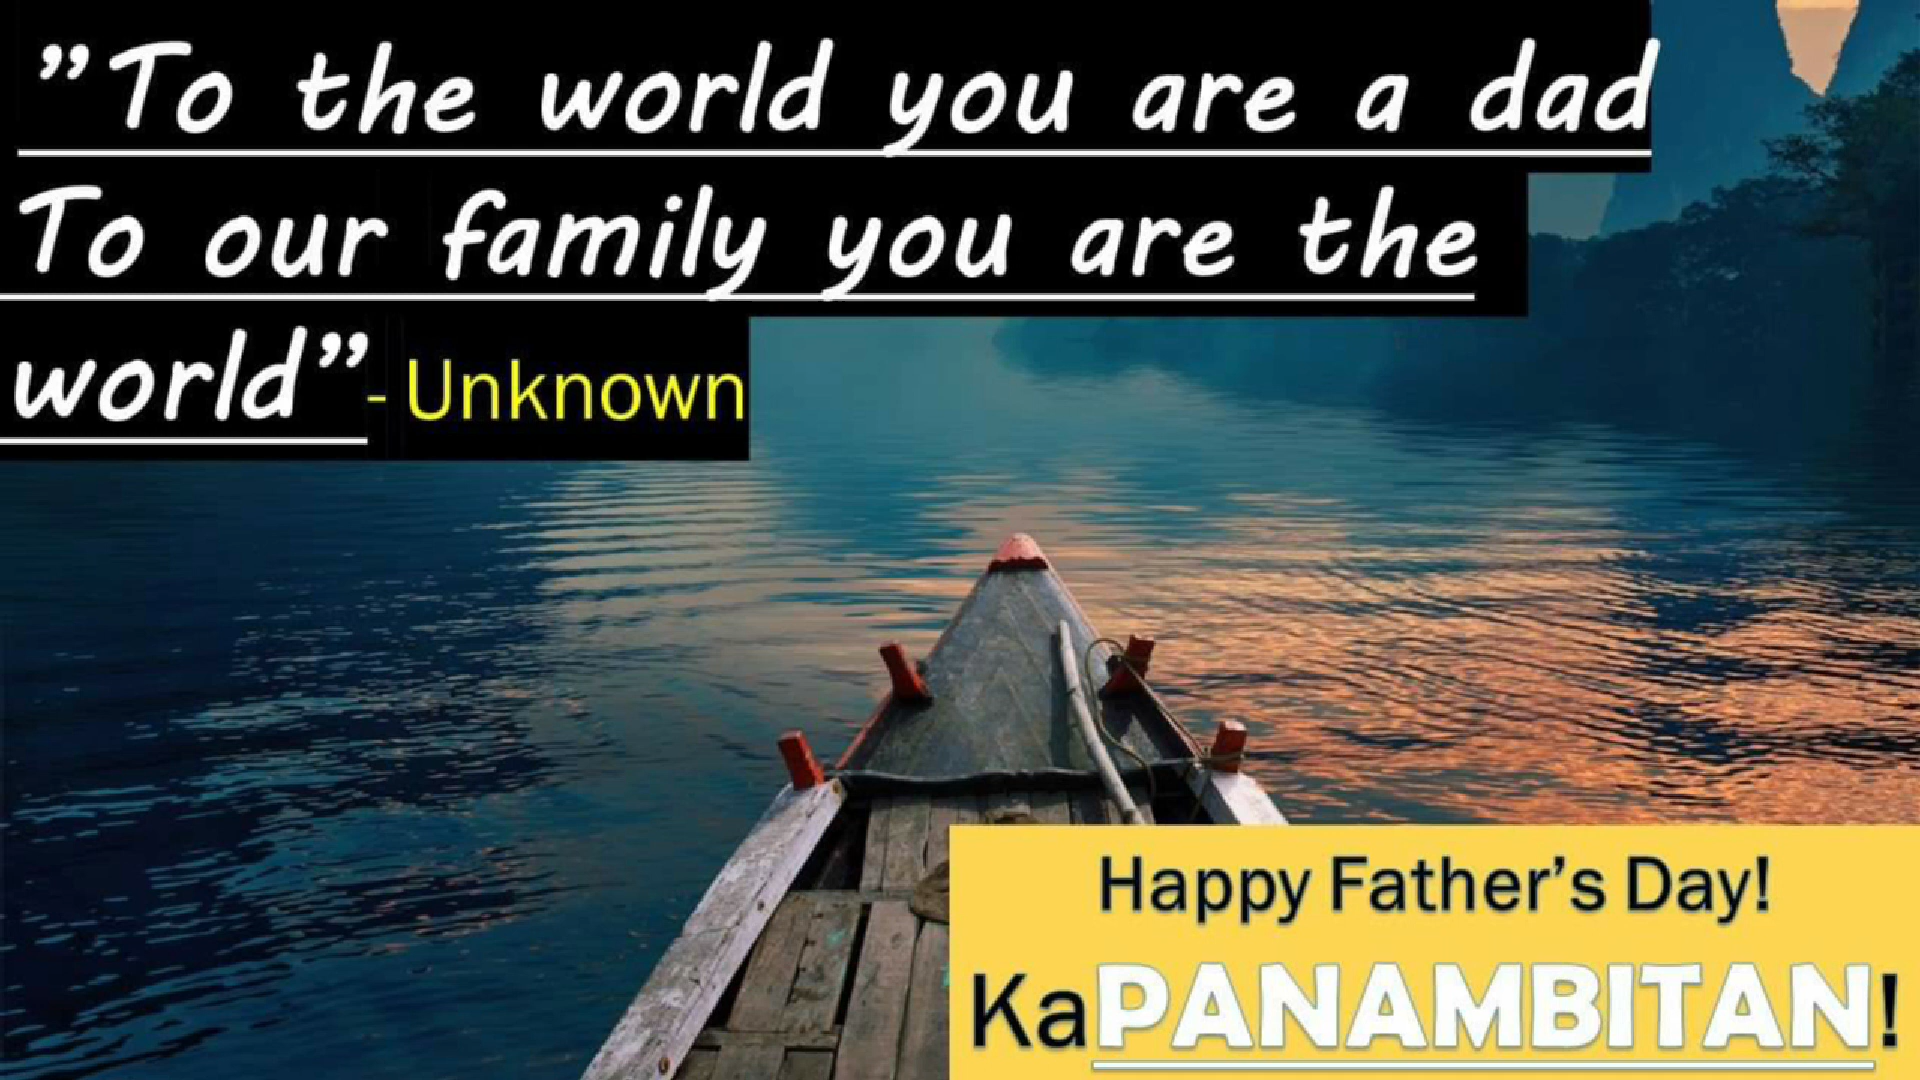 ”To the world you are a dad
To our family you are the
world”- Unknown
Happy Father’s Day!
KaPANAMBITAN!